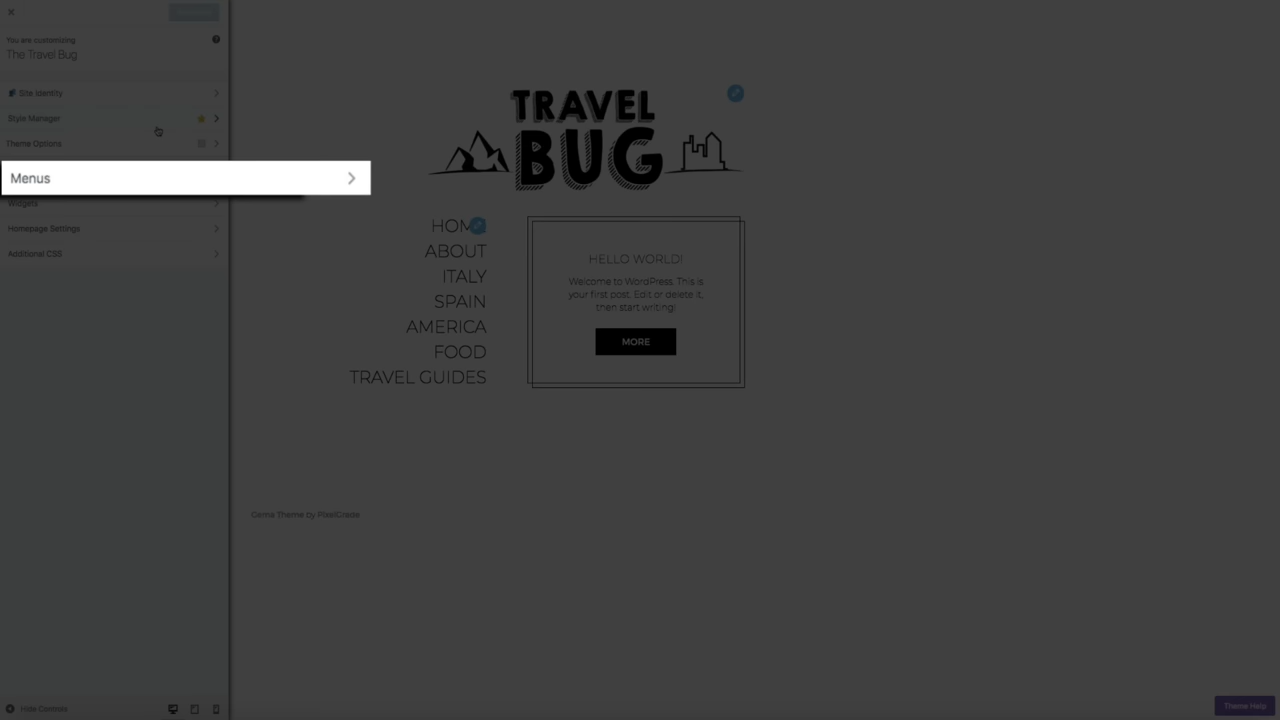 You are customizing
The Travel Bug
Site Identity
Style Manager
Theme Options
Menus
Widgets
Homepage Settings
Additional CSS
Hide Controls
TRAVEL
BUG
HOME
ABOUT
ITALY
SPAIN
AMERICA
FOOD
TRAVEL GUIDES
HELLO WORLD!
Welcome to WordPress. This is
your first post. Edit or delete it,
then start writing!
MORE
Gema Theme by PixelGrade
Theme Help